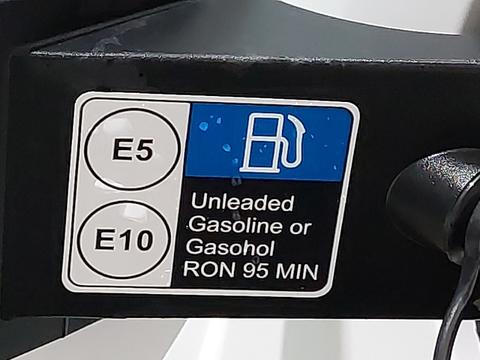 E5
E10
Unleaded
Gasoline or
Gasohol
RON 95 MIN